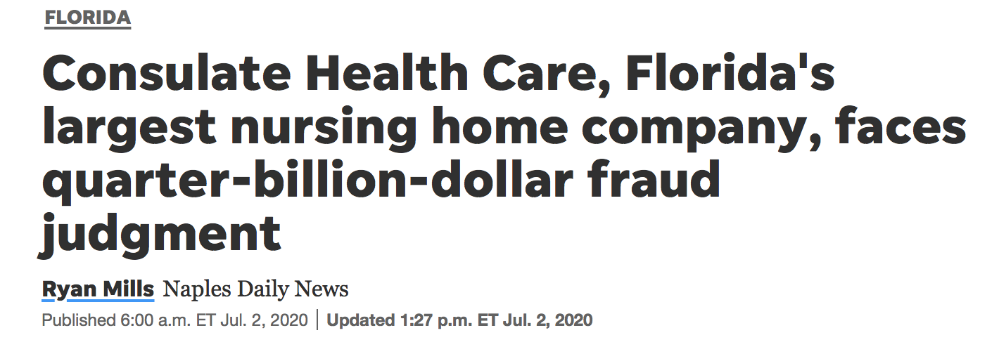 FLORIDA
Consulate Health Care, Florida's
largest nursing home company, faces
quarter-billion-dollar fraud
judgment
Ryan Mills Naples Daily News
Published 6:00 a.m. ET Jul. 2, 2020 | Updated 1:27 p.m. ET Jul. 2, 2020